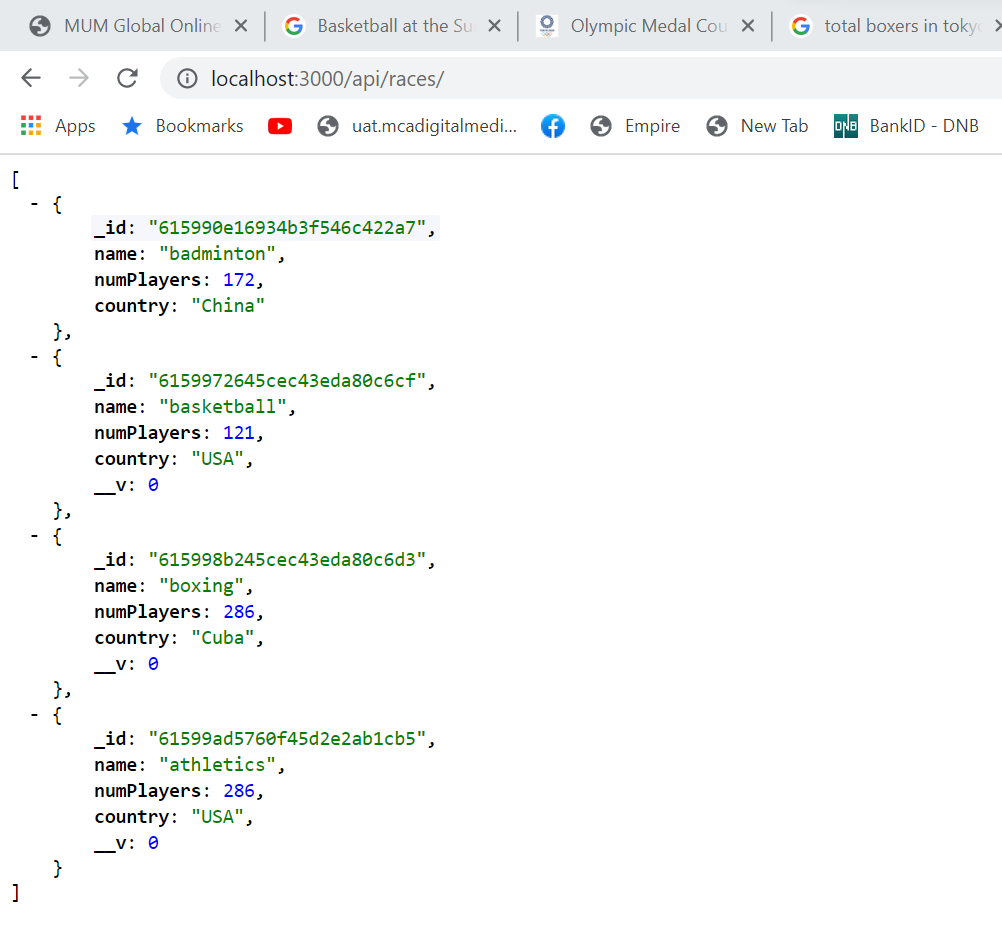 MUM Global Online
Basketball at the Su
Olympic Medal Cou
total boxers in toky
localhost:3000/api/races/
Apps
Bookmarks
uat.mcadigitalmedi...
Empire
New Tab
DNB
BankID - DNB
[
- {
_id: "615990e16934b3f546c422a7",
name: "badminton",
numPlayers: 172,
country: "China"
},
- {
_id: "6159972645cec43eda80c6cf",
name: "basketball",
numPlayers: 121,
country: "USA",
__v: 0
},
- {
_id: "615998b245cec43eda80c6d3",
name: "boxing",
numPlayers: 286,
country: "Cuba",
__v: 0
},
- {
_id: "61599ad5760f45d2e2ab1cb5",
name: "athletics",
numPlayers: 286,
country: "USA",
__v: 0
}
]